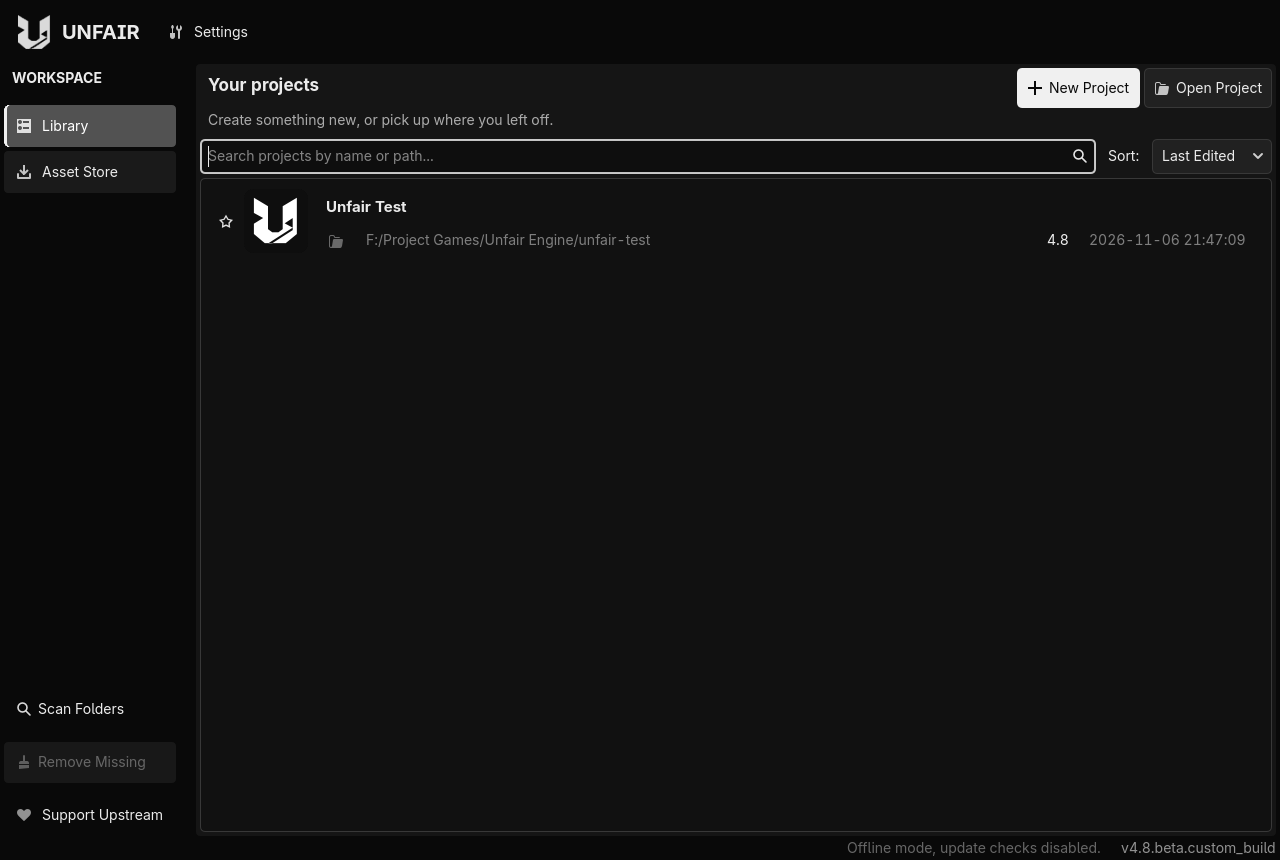 UNFAIR
Settings
WORKSPACE
Library
Asset Store
Your projects
Create something new, or pick up where you left off.
New Project
Open Project
Search projects by name or path...
Sort:
Last Edited
Unfair Test
F:/Project Games/Unfair Engine/unfair-test
4.8
2026-11-06 21:47:09
Scan Folders
Remove Missing
Support Upstream
Offline mode, update checks disabled.
v4.8.beta.custom_build